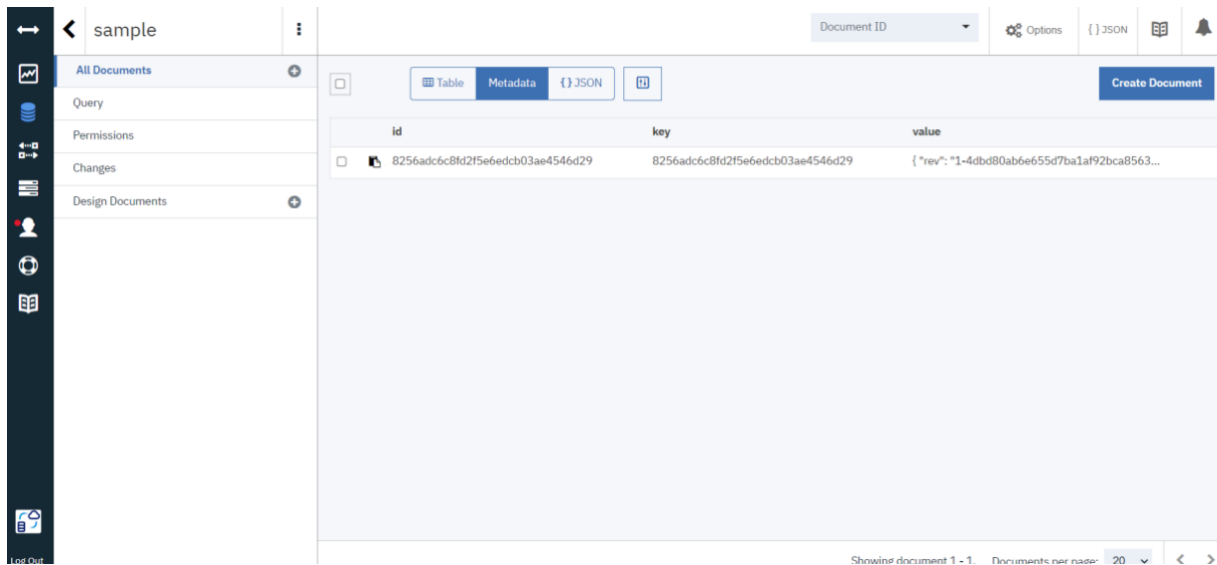 sample
Document ID
Options
{ } JSON
All Documents
Query
Permissions
Changes
Design Documents
Table
Metadata
{ } JSON
Create Document
id key value
8256adc6c8fd2f5e6edcb03ae4546d29 8256adc6c8fd2f5e6edcb03ae4546d29 { "rev": "1-4dbd80ab6e655d7ba1af92bca8563...
Log Out
Showing document 1 - 1. Documents per page: 20